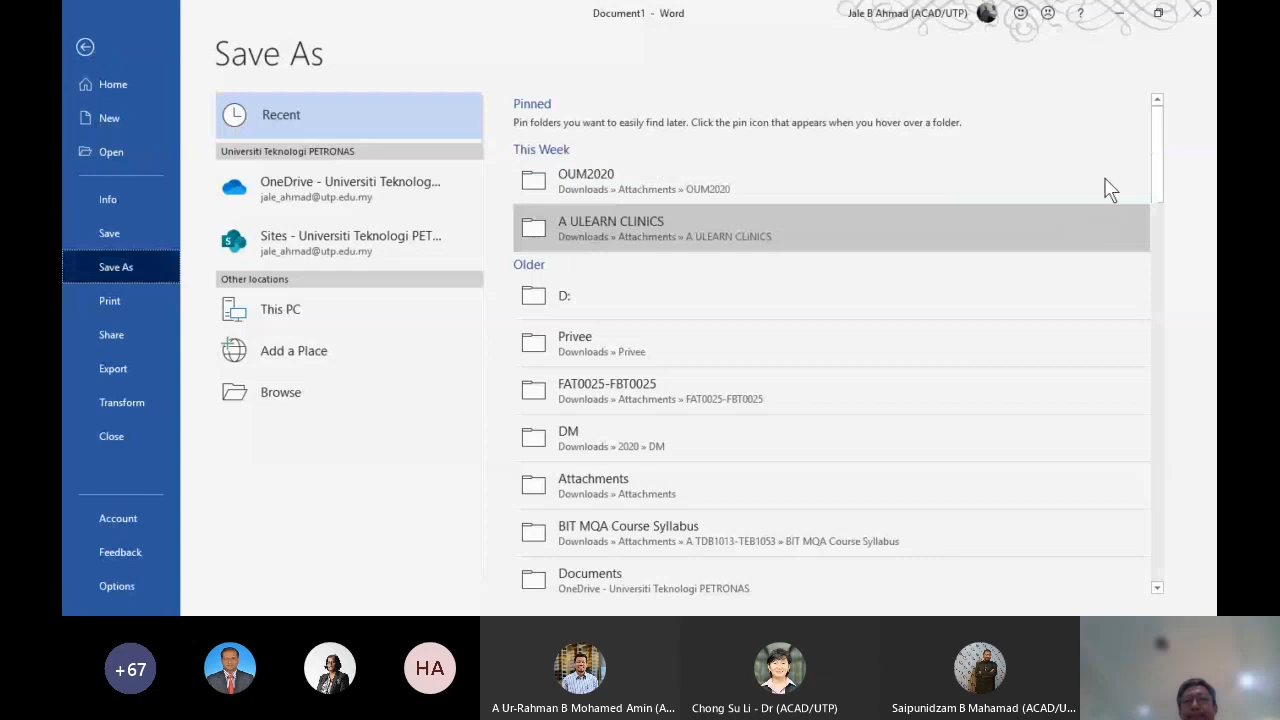 Document1 - Word
Jale B Ahmad (ACAD/UTP)
?
Save As
Home
New
Open
Info
Save
Save As
Print
Share
Export
Transform
Close
Account
Feedback
Options
Recent
Universiti Teknologi PETRONAS
OneDrive - Universiti Teknolog...
jale_ahmad@utp.edu.my
S
Sites - Universiti Teknologi PET...
jale_ahmad@utp.edu.my
Other locations
This PC
Add a Place
Browse
Pinned
Pin folders you want to easily find later. Click the pin icon that appears when you hover over a folder.
This Week
OUM2020
Downloads » Attachments » OUM2020
A ULEARN CLINICS
Downloads » Attachments » A ULEARN CLINICS
Older
D:
Privee
Downloads » Privee
FAT0025-FBT0025
Downloads » Attachments » FAT0025-FBT0025
DM
Downloads » 2020 » DM
Attachments
Downloads » Attachments
BIT MQA Course Syllabus
Downloads » Attachments » A TDB1013-TEB1053 » BIT MQA Course Syllabus
Documents
OneDrive - Universiti Teknologi PETRONAS
+67
HA
A Ur-Rahman B Mohamed Amin (A...
Chong Su Li - Dr (ACAD/UTP)
Saipunidzam B Mahamad (ACAD/U...